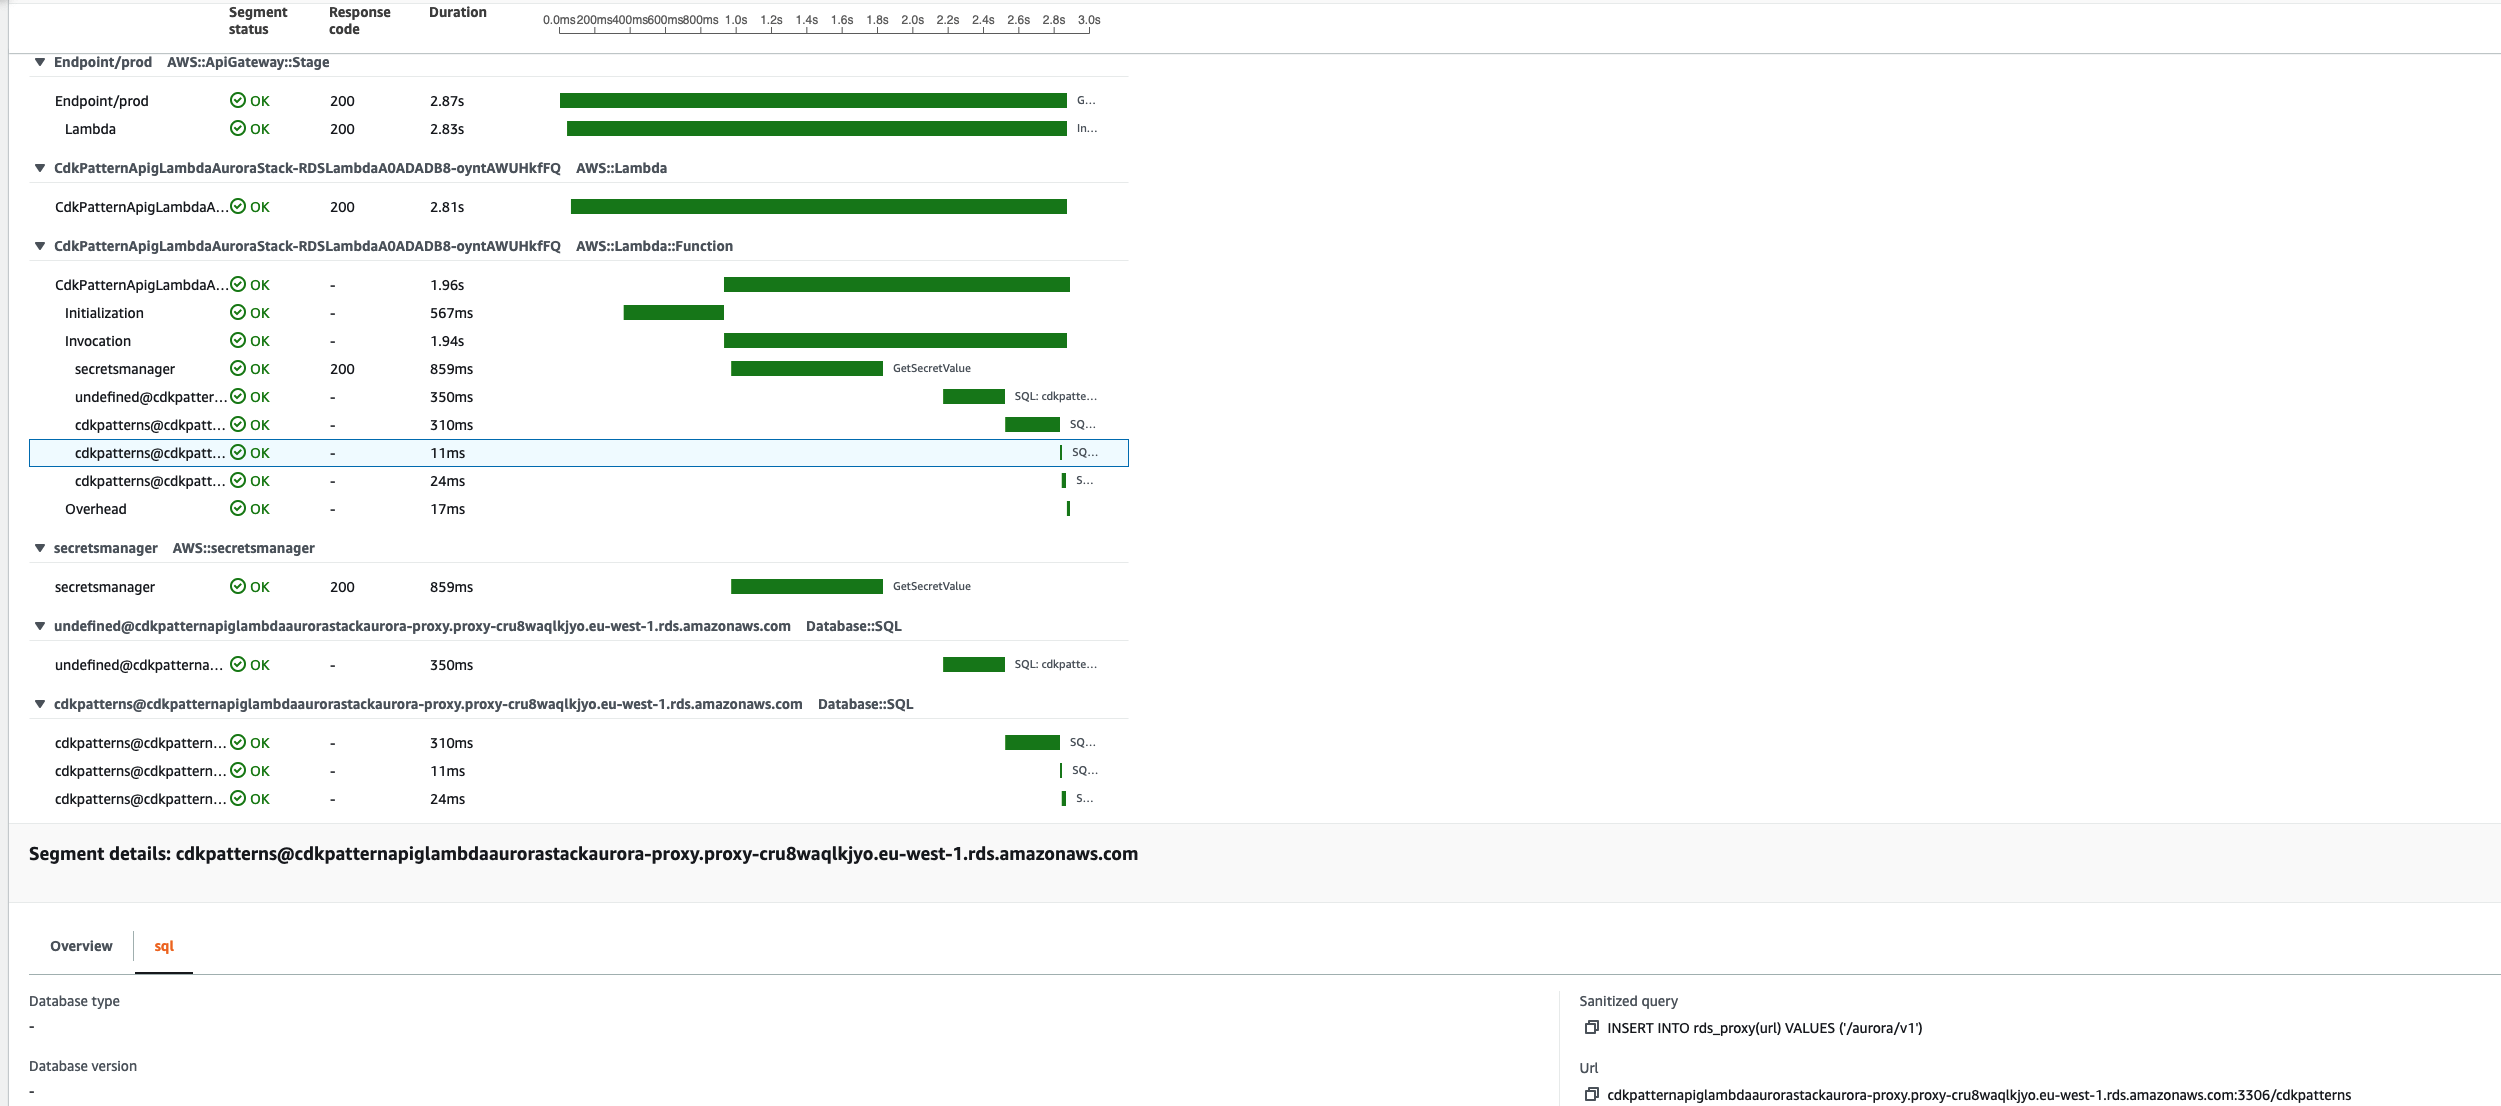 Segment status Response code Duration
0.0ms 200ms 400ms 600ms 800ms 1.0s 1.2s 1.4s 1.6s 1.8s 2.0s 2.2s 2.4s 2.6s 2.8s 3.0s
Endpoint/prod AWS::ApiGateway::Stage
Endpoint/prod OK 200 2.87s G...
Lambda OK 200 2.83s In...
CdkPatternApigLambdaAuroraStack-RDSLambdaA0ADADB8-oyntAWUHkfFQ AWS::Lambda
CdkPatternApigLambdaA... OK 200 2.81s
CdkPatternApigLambdaAuroraStack-RDSLambdaA0ADADB8-oyntAWUHkfFQ AWS::Lambda::Function
CdkPatternApigLambdaA... OK - 1.96s
Initialization OK - 567ms
Invocation OK - 1.94s
secretsmanager OK 200 859ms GetSecretValue
undefined@cdkpatter... OK - 350ms SQL: cdkpatte...
cdkpatterns@cdkpatt... OK - 310ms SQ...
cdkpatterns@cdkpatt... OK - 11ms SQ...
cdkpatterns@cdkpatt... OK - 24ms S...
Overhead OK - 17ms
secretsmanager AWS::secretsmanager
secretsmanager OK 200 859ms GetSecretValue
undefined@cdkpatternapiglambdaaurorastackaurora-proxy.proxy-cru8waqlkjyo.eu-west-1.rds.amazonaws.com Database::SQL
undefined@cdkpatterna... OK - 350ms SQL: cdkpatte...
cdkpatterns@cdkpatternapiglambdaaurorastackaurora-proxy.proxy-cru8waqlkjyo.eu-west-1.rds.amazonaws.com Database::SQL
cdkpatterns@cdkpattern... OK - 310ms SQ...
cdkpatterns@cdkpattern... OK - 11ms SQ...
cdkpatterns@cdkpattern... OK - 24ms S...
Segment details: cdkpatterns@cdkpatternapiglambdaaurorastackaurora-proxy.proxy-cru8waqlkjyo.eu-west-1.rds.amazonaws.com
Overview sql
Database type
-
Database version
-
Sanitized query
INSERT INTO rds_proxy(url) VALUES ('/aurora/v1')
Url
cdkpatternapiglambdaaurorastackaurora-proxy.proxy-cru8waqlkjyo.eu-west-1.rds.amazonaws.com:3306/cdkpatterns